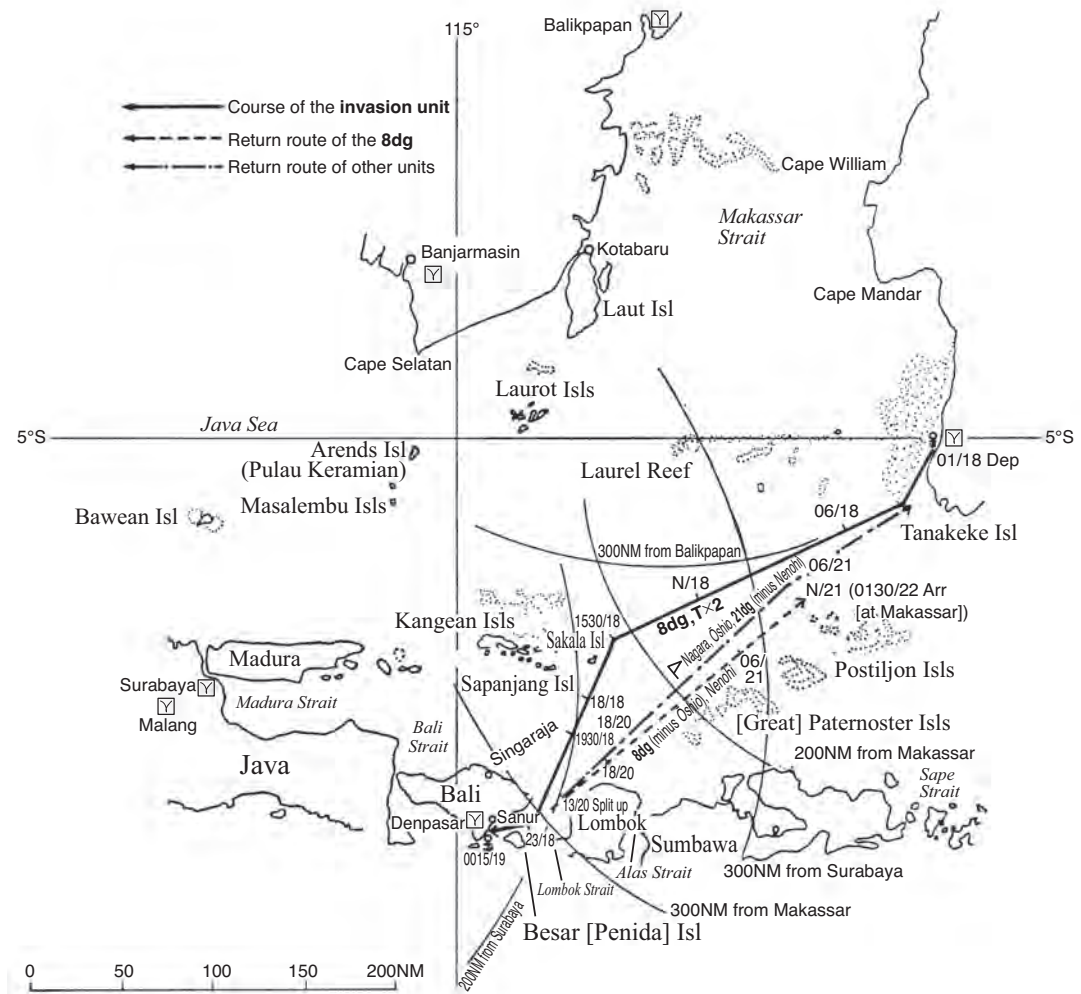 Balikpapan
115°
Course of the invasion unit
Return route of the 8dg
Return route of other units
Cape William
Makassar
Strait
Banjarmasin
Kotabaru
Cape Mandar
Laut Isl
Cape Selatan
Laurot Isls
Java Sea
5°S
5°S
Arends Isl
(Pulau Keramian)
Laurel Reef
01/18 Dep
Masalembu Isls
Bawean Isl
06/18
Tanakeke Isl
300NM from Balikpapan
06/21
N/18
N/21 (0130/22 Arr
[at Makassar])
8dg, T×2
Nagara, Ōshio, 21dg (minus Nenohi)
1530/18
Kangean Isls
Sakala Isl
Madura
06/
21
Postiljon Isls
Surabaya
Sapanjang Isl
Malang
Madura Strait
18/18
8dg (minus Ōshio), Nenohi
[Great] Paternoster Isls
18/20
Bali
Strait
Singaraja
1930/18
200NM from Makassar
Java
18/20
Sape
Strait
Bali
13/20 Split up
Denpasar
Sanur
Lombok
23/18
Sumbawa
0015/19
Alas Strait
300NM from Surabaya
Lombok Strait
300NM from Makassar
200NM from Surabaya
Besar [Penida] Isl
0
50
100
150
200NM